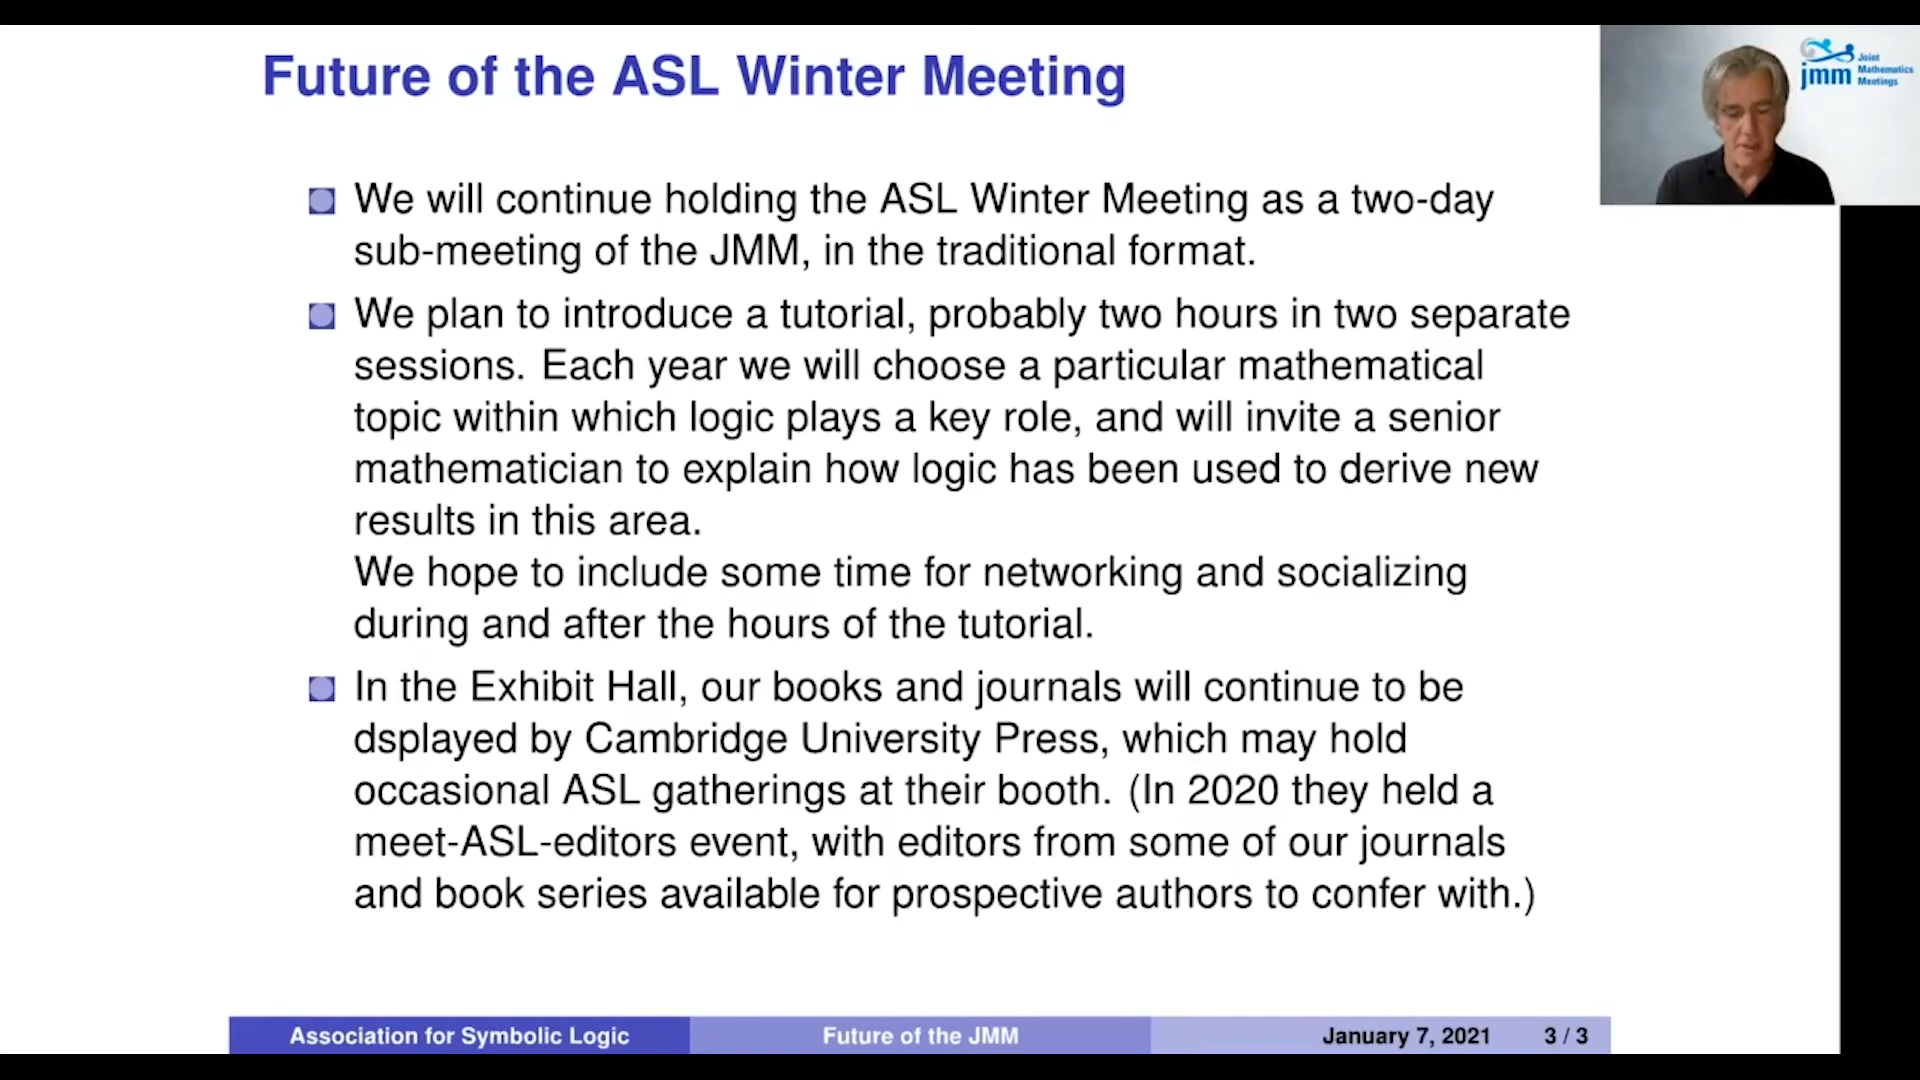 Future of the ASL Winter Meeting
jmm
Joint
Mathematics
Meetings
We will continue holding the ASL Winter Meeting as a two-day
sub-meeting of the JMM, in the traditional format.
We plan to introduce a tutorial, probably two hours in two separate
sessions. Each year we will choose a particular mathematical
topic within which logic plays a key role, and will invite a senior
mathematician to explain how logic has been used to derive new
results in this area.
We hope to include some time for networking and socializing
during and after the hours of the tutorial.
In the Exhibit Hall, our books and journals will continue to be
dsplayed by Cambridge University Press, which may hold
occasional ASL gatherings at their booth. (In 2020 they held a
meet-ASL-editors event, with editors from some of our journals
and book series available for prospective authors to confer with.)
Association for Symbolic Logic Future of the JMM January 7, 2021 3 / 3